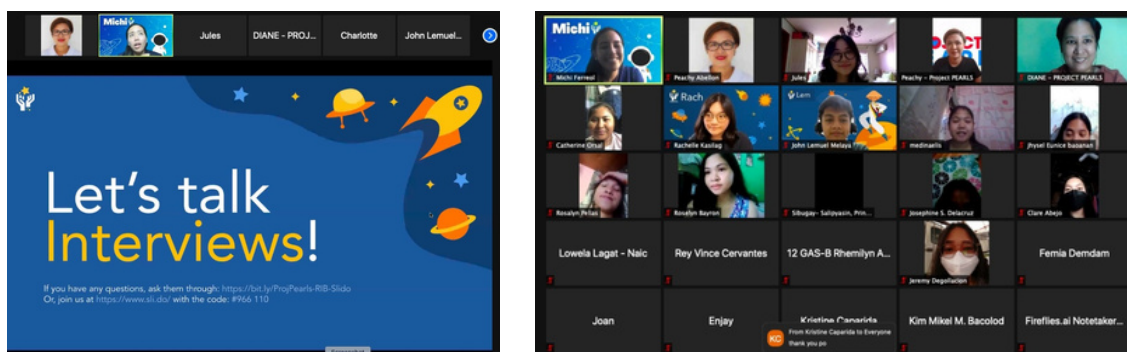 Michi
Jules
DIANE - PROJ...
Charlotte
John Lemuel...
Let's talk
Interviews!
If you have any questions, ask them through: https://bit.ly/ProjPearls-RIB-Slido
Or, join us at https://www.sli.do/ with the code: #966 110
Michi
Michi Ferreol
Peachy Abellon
Jules
Peachy - Project PEARLS
DIANE - PROJECT PEARLS
Catherine Orsal
Rach
Rachelle Kasilag
Lem
John Lemuel Melaya
medinaelis
jhysel Eunice bayanan
Rosalyn Pellas
Roselyn Bayron
Sibugay- Salipyasin, Prin...
Josephine S. Delacruz
Clare Abejo
Lowela Lagat - Naic
Rey Vince Cervantes
12 GAS-B Rhemilyn A...
Jeremy Degollacion
Femia Demdam
Joan
Enjay
Kristine Caparida
Kim Mikel M. Bacolod
Fireflies.ai Notetaker...
KC
From Kristine Caparida to Everyone
thank you po